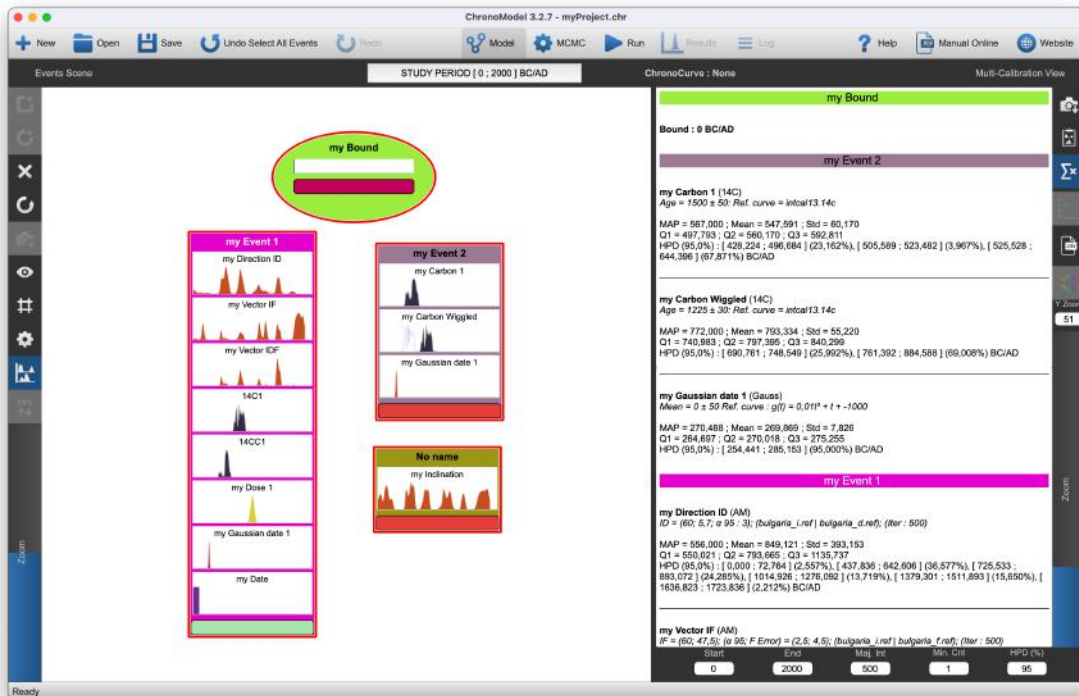 ChronoModel 3.2.7 - myProject.chr
New Open Save Undo Select All Events Redo Model MCMC Run Results Log Help Manual Online Website
Events Scene STUDY PERIOD [ 0 ; 2000 ] BC/AD ChronoCurve : None Multi-Calibration View
my Bound
my Event 1
my Direction ID
my Vector IF
my Vector IDF
14C1
14CC1
my Dose 1
my Gaussian date 1
my Date
my Event 2
my Carbon 1
my Carbon Wiggled
my Gaussian date 1
No name
my Inclination
Zoom
my Bound
Bound : 0 BC/AD
my Event 2
my Carbon 1 (14C)
Age = 1500 ± 50: Ref. curve = intcal13.14c
MAP = 567,000 ; Mean = 547,591 ; Std = 60,170
Q1 = 497,793 ; Q2 = 560,170 ; Q3 = 592,811
HPD (95,0%) : [ 428,224 ; 496,684 ] (23,162%), [ 505,589 ; 523,482 ] (3,967%), [ 525,528 ;
644,396 ] (67,871%) BC/AD
my Carbon Wiggled (14C)
Age = 1225 ± 30: Ref. curve = intcal13.14c
MAP = 772,000 ; Mean = 793,334 ; Std = 55,220
Q1 = 740,983 ; Q2 = 797,395 ; Q3 = 840,299
HPD (95,0%) : [ 690,761 ; 748,549 ] (25,992%), [ 761,392 ; 884,588 ] (69,008%) BC/AD
my Gaussian date 1 (Gauss)
Mean = 0 ± 50 Ref. curve : g(t) = 0,01t² + t + -1000
MAP = 270,488 ; Mean = 269,869 ; Std = 7,826
Q1 = 264,697 ; Q2 = 270,018 ; Q3 = 275,255
HPD (95,0%) : [ 254,441 ; 285,153 ] (95,000%) BC/AD
my Event 1
my Direction ID (AM)
ID = (60; 5,7; α 95 : 3); (bulgaria_i.ref | bulgaria_d.ref); (Iter : 500)
MAP = 556,000 ; Mean = 849,121 ; Std = 393,153
Q1 = 550,021 ; Q2 = 793,665 ; Q3 = 1135,737
HPD (95,0%) : [ 0,000 ; 72,764 ] (2,557%), [ 437,836 ; 642,606 ] (36,577%), [ 725,533 ;
893,072 ] (24,285%), [ 1014,926 ; 1276,092 ] (13,719%), [ 1379,301 ; 1511,893 ] (15,650%), [
1636,823 ; 1723,836 ] (2,212%) BC/AD
my Vector IF (AM)
IF = (60; 47,5); (α 95; F Error) = (2,5; 4,5); (bulgaria_i.ref | bulgaria_f.ref); (Iter : 500)
Start End Maj. Int Min. Cnt HPD (%)
0 2000 500 1 95
Y Zoom
51
Zoom
Ready